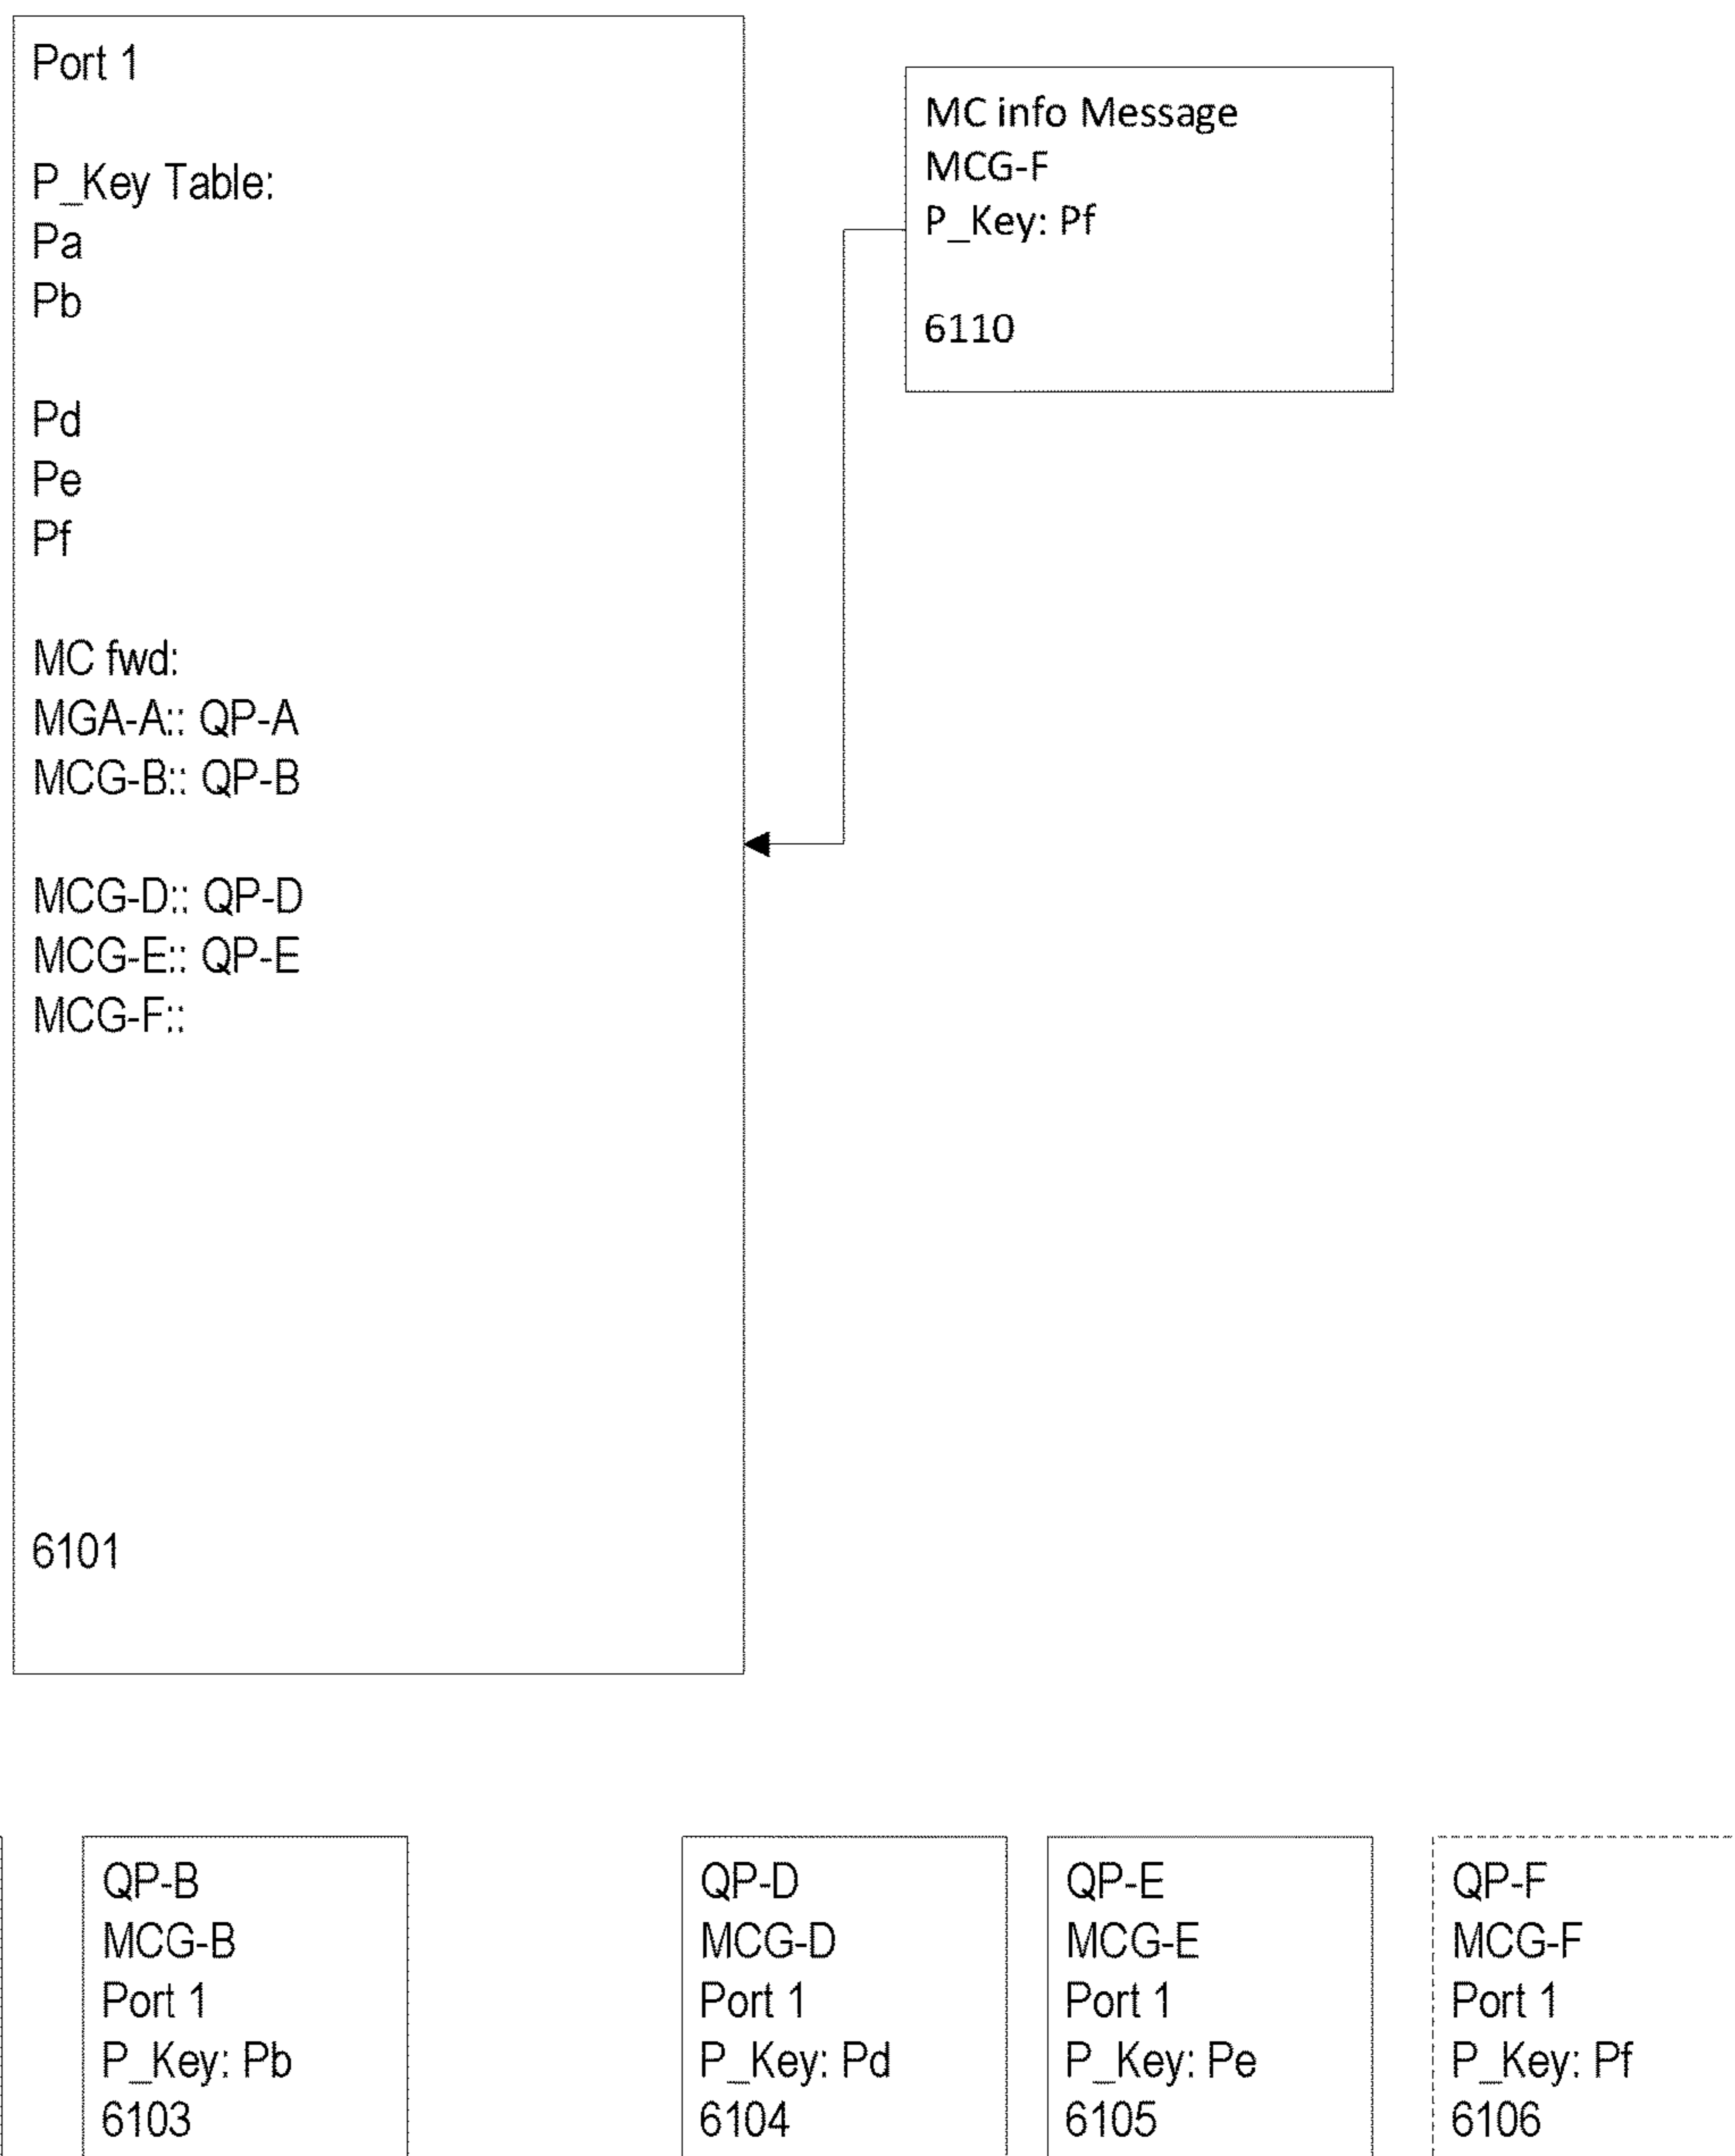 Port 1
P_Key Table:
Pa
Pb
Pd
Pe
Pf
MC fwd:
MGA-A:: QP-A
MCG-B:: QP-B
MCG-D:: QP-D
MCG-E:: QP-E
MCG-F::
6101
MC info Message
MCG-F
P_Key: Pf
6110
QP-B
MCG-B
Port 1
P_Key: Pb
6103
QP-D
MCG-D
Port 1
P_Key: Pd
6104
QP-E
MCG-E
Port 1
P_Key: Pe
6105
QP-F
MCG-F
Port 1
P_Key: Pf
6106